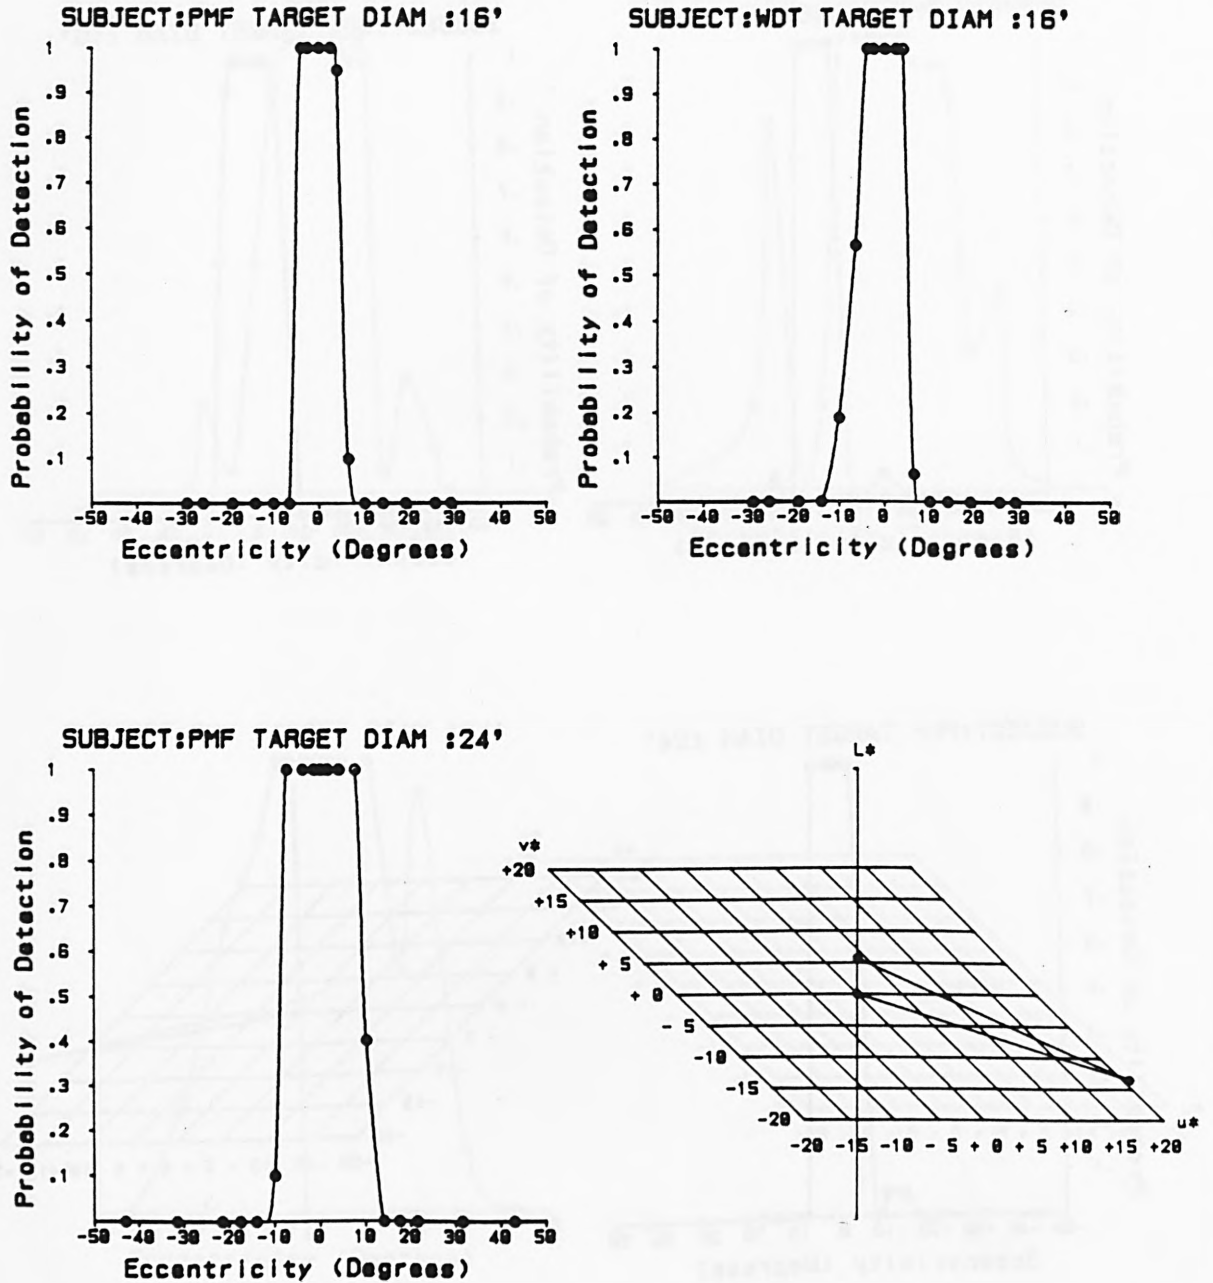 SUBJECT:PMF TARGET DIAM :16'
1
.9
.8
.7
.6
.5
.4
.3
.2
.1
Probability of Detection
-50 -40 -30 -20 -10 0 10 20 30 40 50
Eccentricity (Degrees)
SUBJECT:WDT TARGET DIAM :16'
1
.9
.8
.7
.6
.5
.4
.3
.2
.1
Probability of Detection
-50 -40 -30 -20 -10 0 10 20 30 40 50
Eccentricity (Degrees)
SUBJECT:PMF TARGET DIAM :24'
1
.9
.8
.7
.6
.5
.4
.3
.2
.1
Probability of Detection
-50 -40 -30 -20 -10 0 10 20 30 40 50
Eccentricity (Degrees)
L*
v*
+20
+15
+10
+ 5
+ 0
- 5
-10
-15
-20
u*
-20 -15 -10 - 5 + 0 + 5 +10 +15 +20